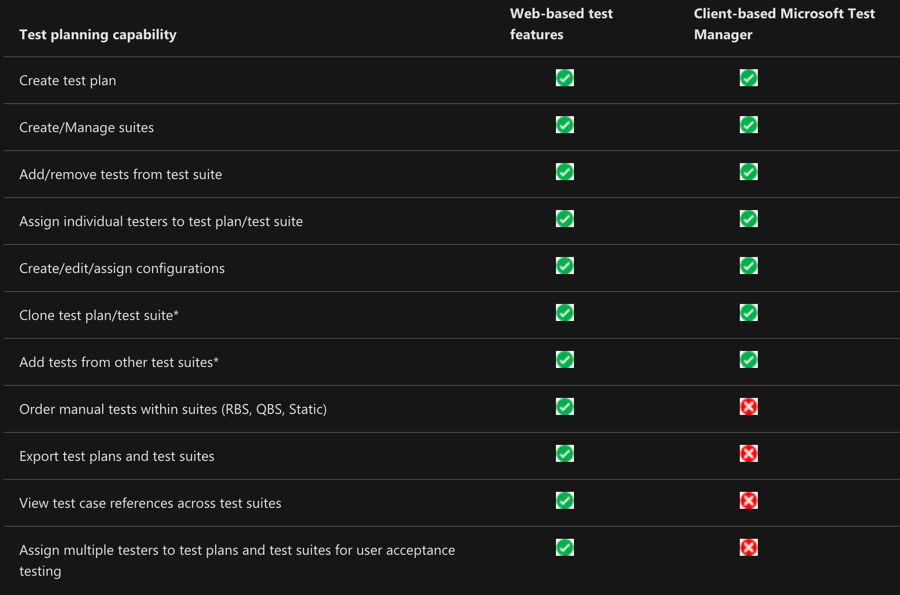 Test planning capability Web-based test features Client-based Microsoft Test Manager
Create test plan
Create/Manage suites
Add/remove tests from test suite
Assign individual testers to test plan/test suite
Create/edit/assign configurations
Clone test plan/test suite*
Add tests from other test suites*
Order manual tests within suites (RBS, QBS, Static)
Export test plans and test suites
View test case references across test suites
Assign multiple testers to test plans and test suites for user acceptance
testing